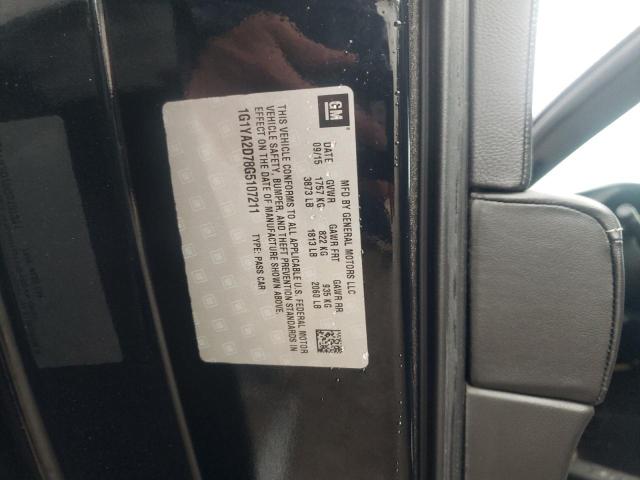 GM
®
MFD BY GENERAL MOTORS LLC
DATE GVWR GAWR FRT GAWR RR
09/15 1757 KG 822 KG 935 KG
3873 LB 1813 LB 2060 LB
THIS VEHICLE CONFORMS TO ALL APPLICABLE U.S. FEDERAL MOTOR
VEHICLE SAFETY, BUMPER, AND THEFT PREVENTION STANDARDS IN
EFFECT ON THE DATE OF MANUFACTURE SHOWN ABOVE.
1G1YA2D78G5107211 TYPE: PASS CAR